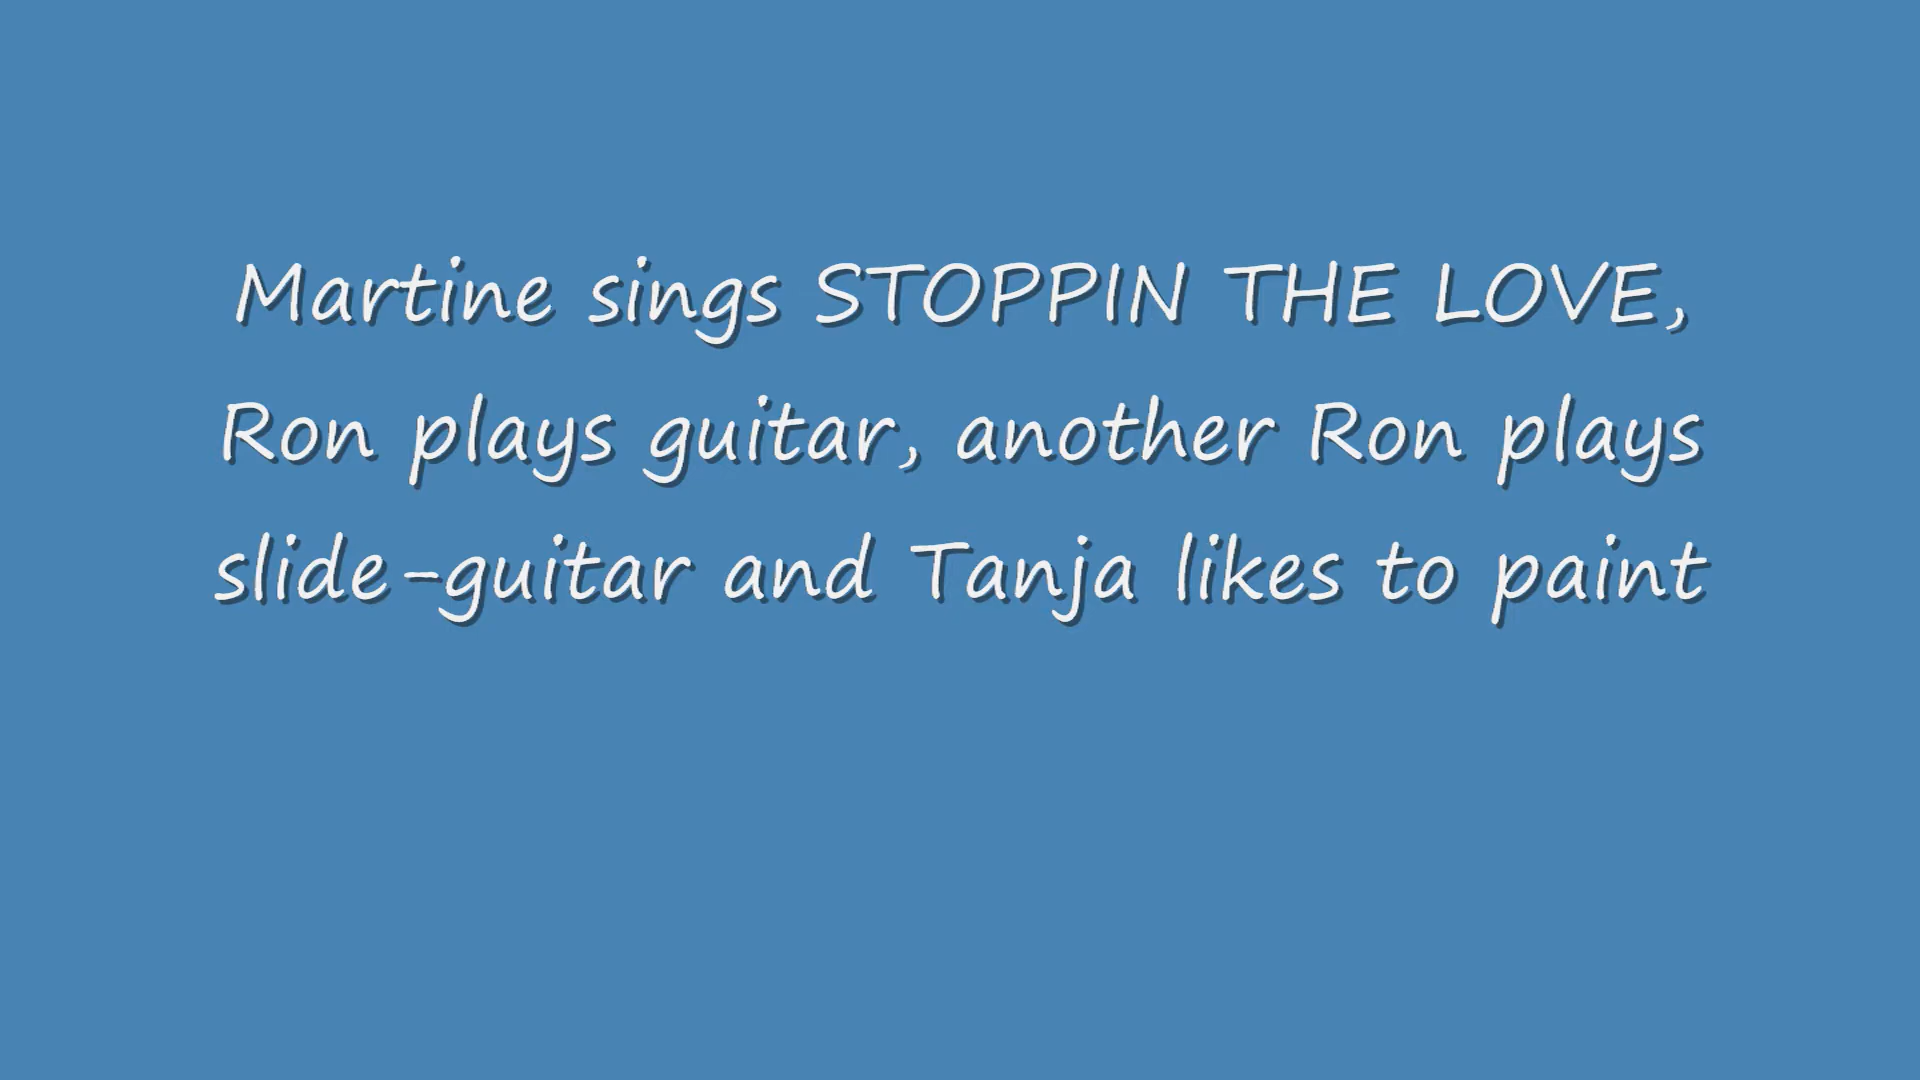 Martine sings STOPPIN THE LOVE,
Ron plays guitar, another Ron plays
slide-guitar and Tanja likes to paint